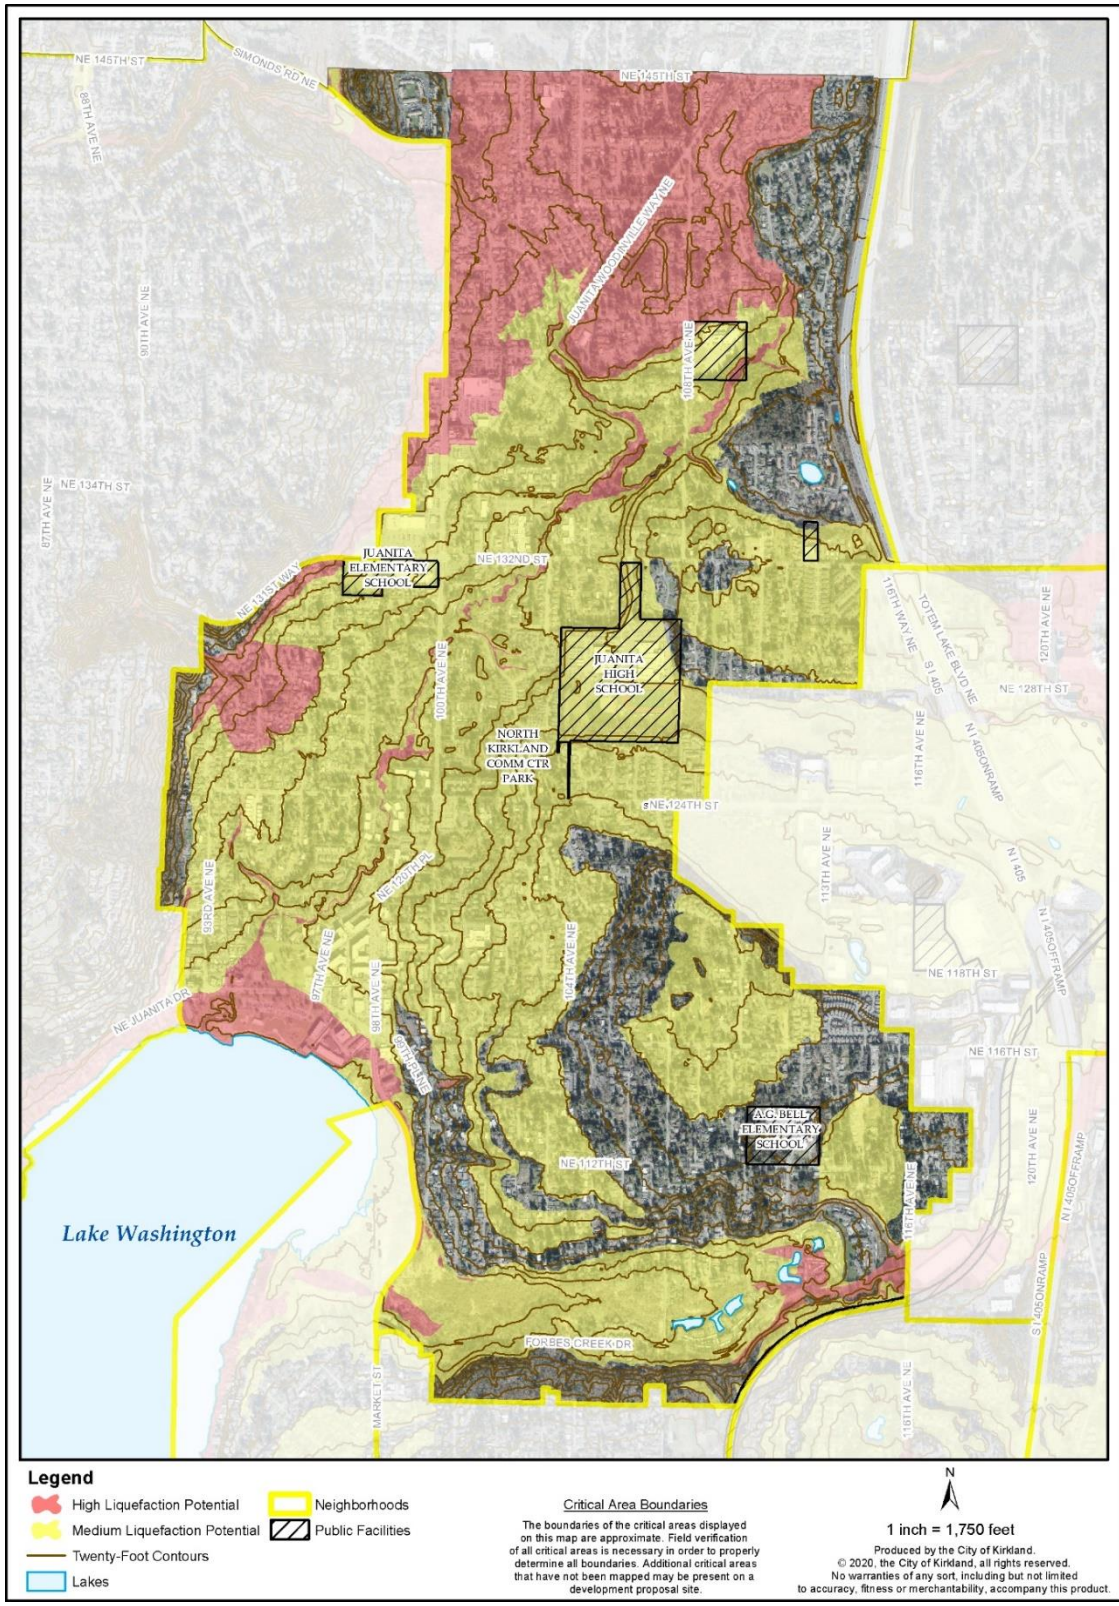 NE 145TH ST
SIMONDS RD NE
NE 145TH ST
88TH AVE NE
JUANITA WOODINVILLE WAY NE
90TH AVE NE
108TH AVE NE
87TH AVE NE
NE 134TH ST
JUANITA
ELEMENTARY
SCHOOL
NE 132ND ST
NE 131ST WAY
116TH WAY NE
TOTEM LAKE BLVD NE
S I 405
120TH AVE NE
JUANITA
HIGH
SCHOOL
100TH AVE NE
NE 128TH ST
NORTH
KIRKLAND
COMM CTR
PARK
116TH AVE NE
N I 405ONRAMP
NE 124TH ST
NE 120TH PL
113TH AVE NE
N I 405
93RD AVE NE
97TH AVE NE
98TH AVE NE
104TH AVE NE
N I 405OFFRAMP
NE 118TH ST
NE JUANITA DR
99TH PL NE
NE 116TH ST
A.G. BELL
ELEMENTARY
SCHOOL
NE 112TH ST
120TH AVE NE
N I 405OFFRAMP
116TH AVE NE
Lake Washington
S I 405ONRAMP
FORBES CREEK DR
MARKET ST
116TH AVE NE
Legend
High Liquefaction Potential
Medium Liquefaction Potential
Twenty-Foot Contours
Lakes
Neighborhoods
Public Facilities
Critical Area Boundaries
The boundaries of the critical areas displayed
on this map are approximate. Field verification
of all critical areas is necessary in order to properly
determine all boundaries. Additional critical areas
that have not been mapped may be present on a
development proposal site.
N
1 inch = 1,750 feet
Produced by the City of Kirkland.
© 2020, the City of Kirkland, all rights reserved.
No warranties of any sort, including but not limited
to accuracy, fitness or merchantability, accompany this product.